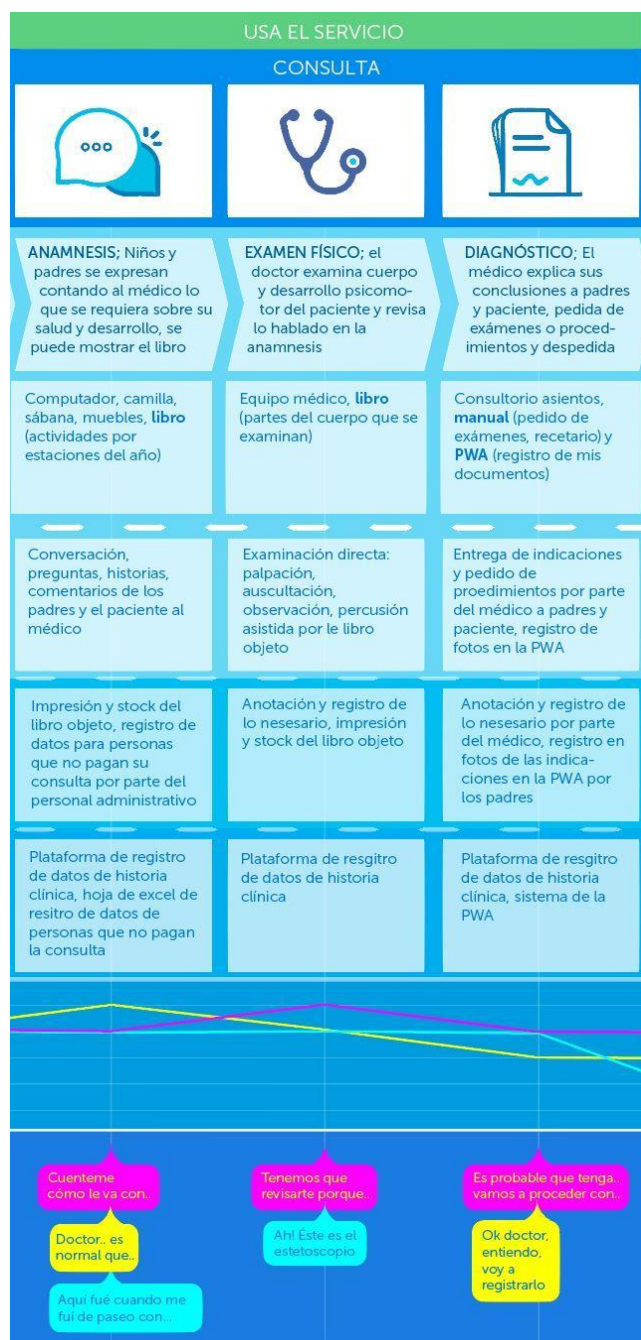 USA EL SERVICIO
CONSULTA
ANAMNESIS; Niños y
padres se expresan
contando al médico lo
que se requiera sobre su
salud y desarrollo, se
puede mostrar el libro
EXAMEN FÍSICO; el
doctor examina cuerpo
y desarrollo psicomo-
tor del paciente y revisa
lo hablado en la
anamnesis
DIAGNÓSTICO; El
médico explica sus
conclusiones a padres
y paciente, pedida de
exámenes o proced-
imientos y despedida
Computador, camilla,
sábana, muebles, libro
(actividades por
estaciones del año)
Equipo médico, libro
(partes del cuerpo que se
examinan)
Consultorio asientos,
manual (pedido de
exámenes, recetario) y
PWA (registro de mis
documentos)
Conversación,
preguntas, historias,
comentarios de los
padres y el paciente al
médico
Examinación directa:
palpación,
auscultación,
observación, percusión
asistida por le libro
objeto
Entrega de indicaciones
y pedido de
proedimientos por parte
del médico a padres y
paciente, registro de
fotos en la PWA
Impresión y stock del
libro objeto, registro de
datos para personas
que no pagan su
consulta por parte del
personal administrativo
Anotación y registro de
lo nesesario, impresión
y stock del libro objeto
Anotación y registro de
lo nesesario por parte
del médico, registro en
fotos de las indica-
ciones en la PWA por
los padres
Plataforma de registro
de datos de historia
clínica, hoja de excel de
resitro de datos de
personas que no pagan
la consulta
Plataforma de resgitro
de datos de historia
clínica
Plataforma de resgitro
de datos de historia
clínica, sistema de la
PWA
Cuenteme
cómo le va con..
Doctor.. es
normal que..
Aquí fué cuando me
fuí de paseo con...
Tenemos que
revisarte porque..
Ah! Éste es el
estetoscopio
Es probable que tenga..
vamos a proceder con..
Ok doctor,
entiendo,
voy a
registrarlo